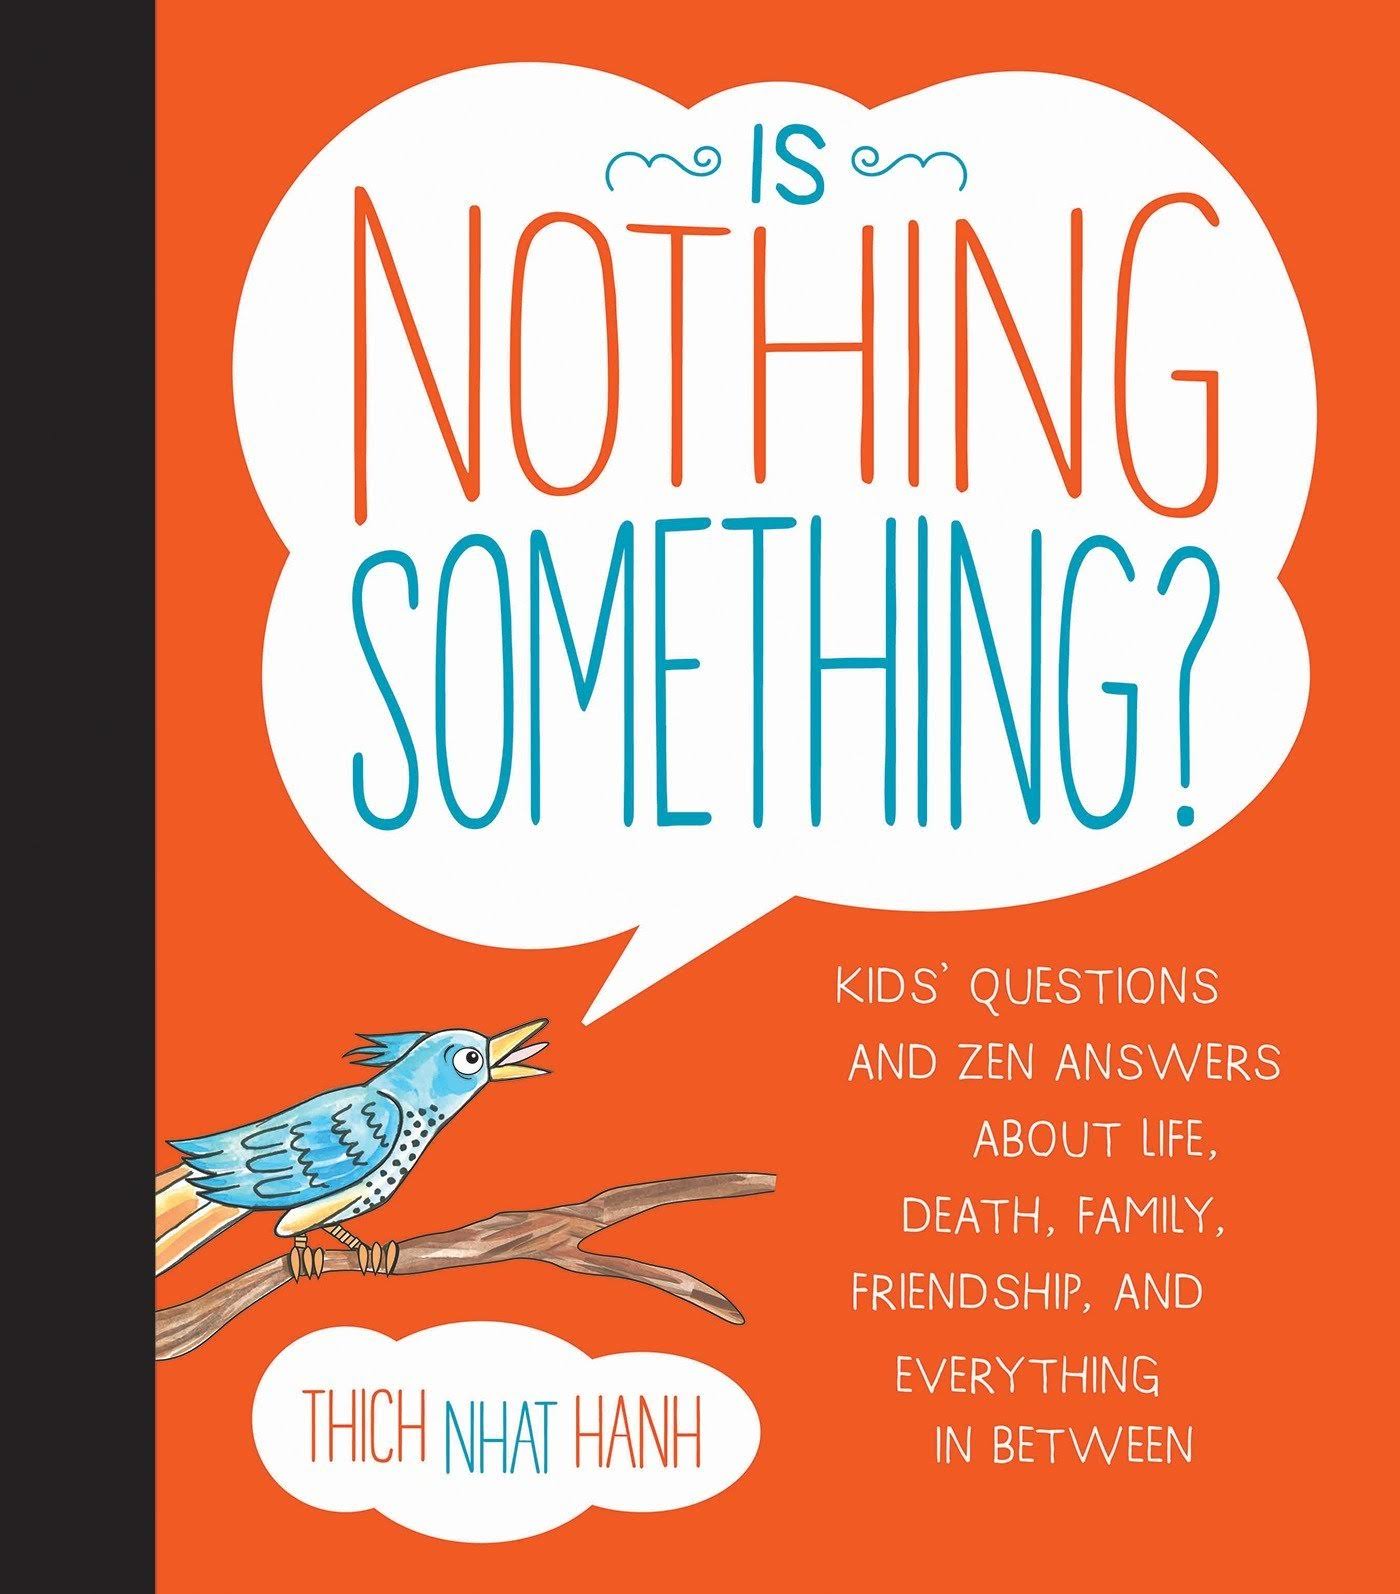 IS
NOTHING
SOMETHING?
KIDS' QUESTIONS
AND ZEN ANSWERS
ABOUT LIFE,
DEATH, FAMILY,
FRIENDSHIP, AND
EVERYTHING
IN BETWEEN
THICH NHAT HANH